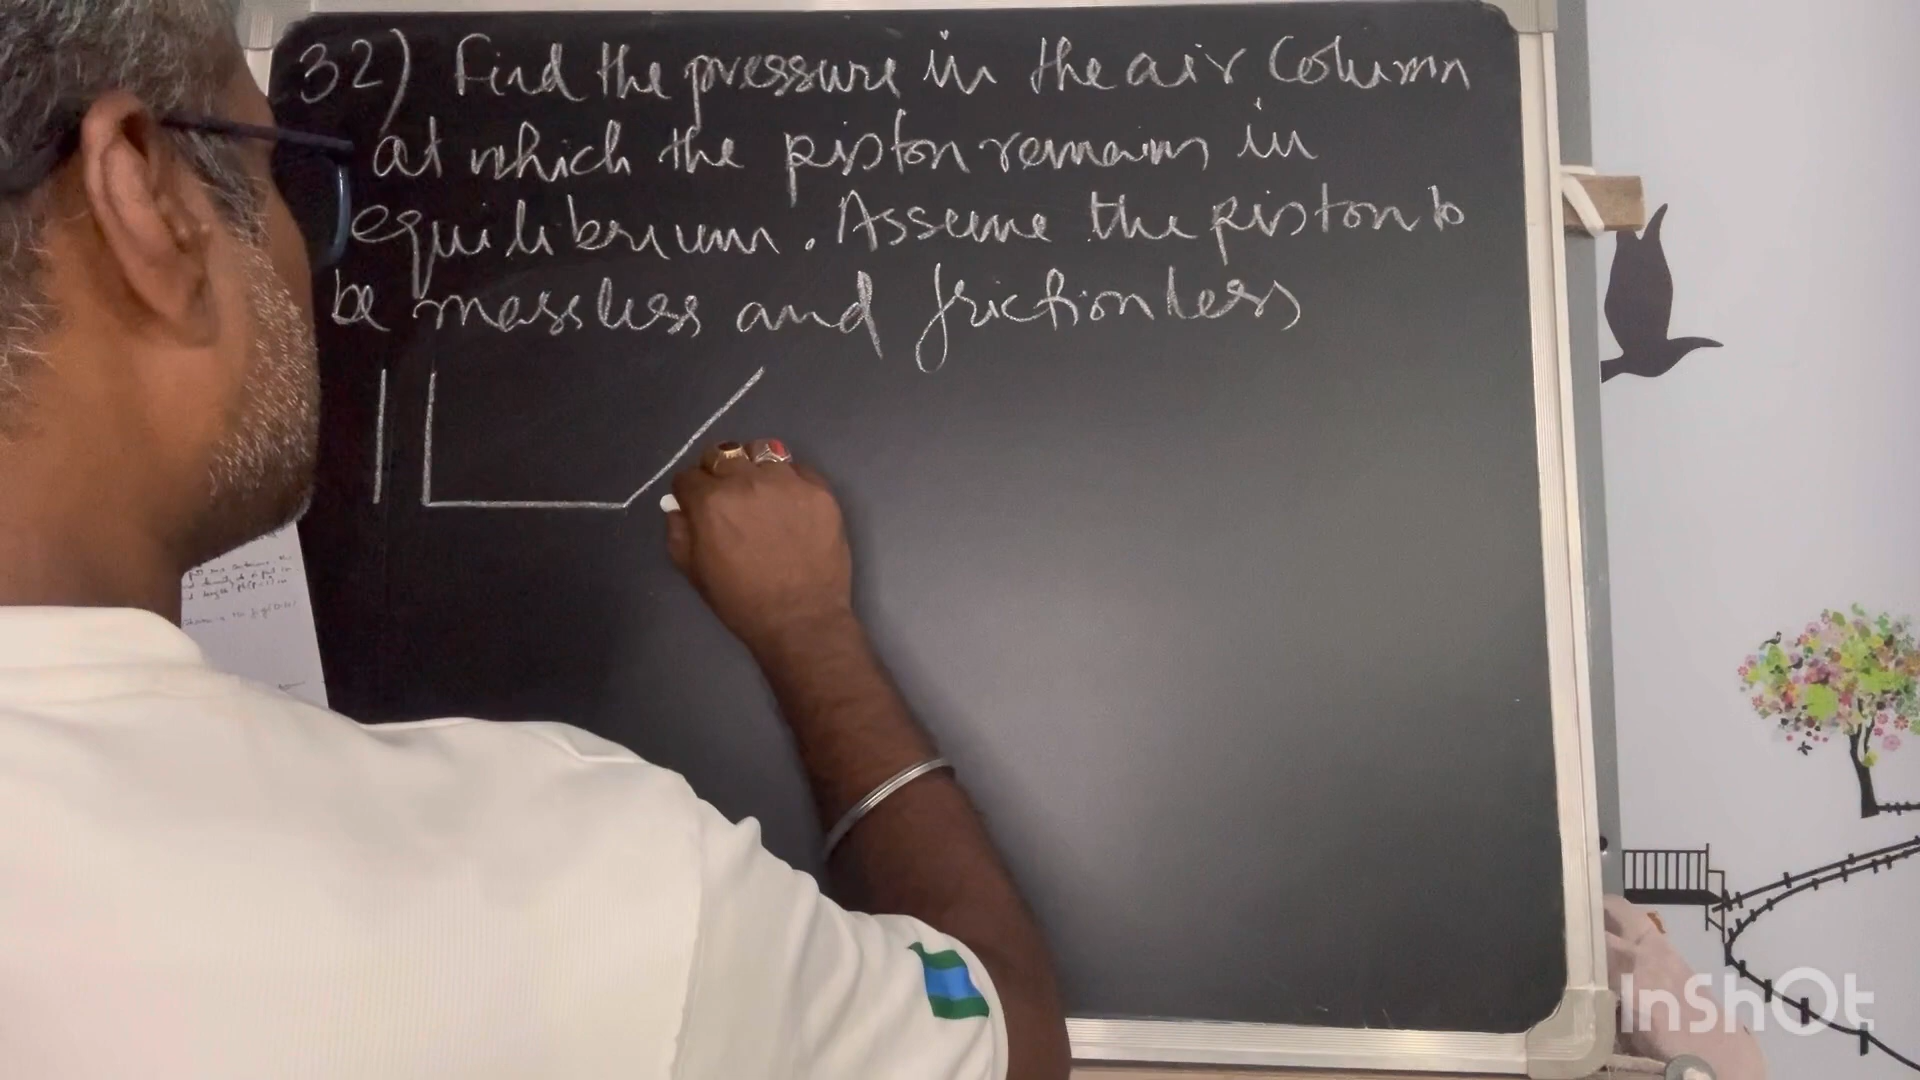 32) Find the pressure in the air Column
at which the piston remains in
equilibrium. Assume the piston to
be massless and frictionless
InShOt